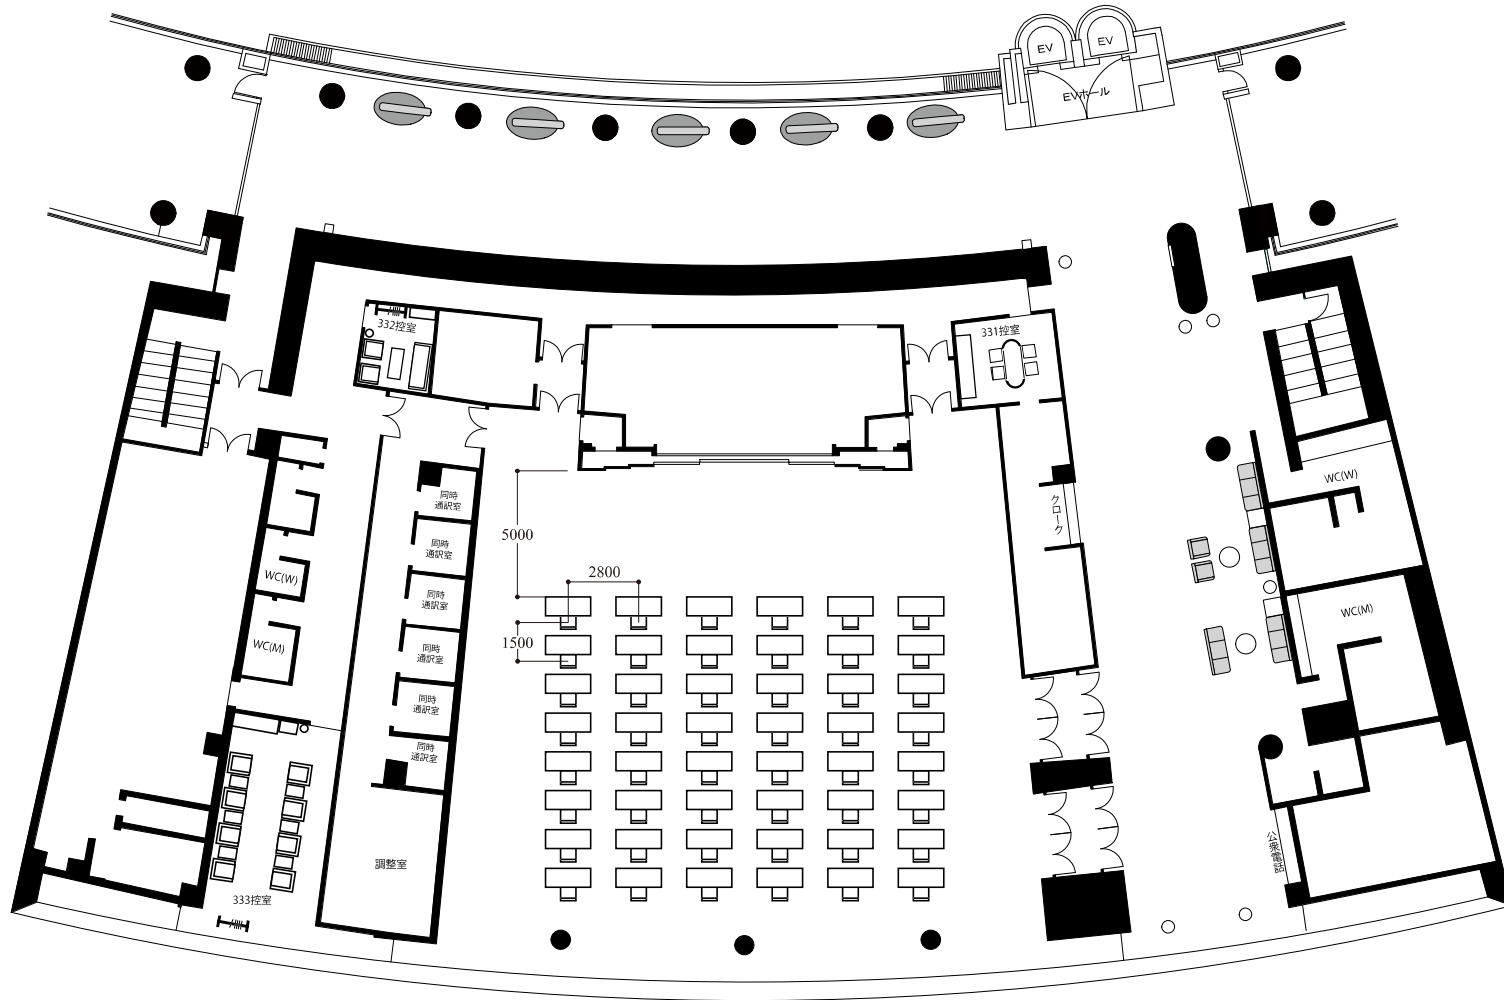 EV
EV
EVホール
332控室
331控室
同時
通訳室
WC(W)
クローク
5000
同時
通訳室
2800
WC(W)
同時
通訳室
WC(M)
1500
同時
通訳室
WC(M)
同時
通訳室
同時
通訳室
公衆電話
調整室
333控室